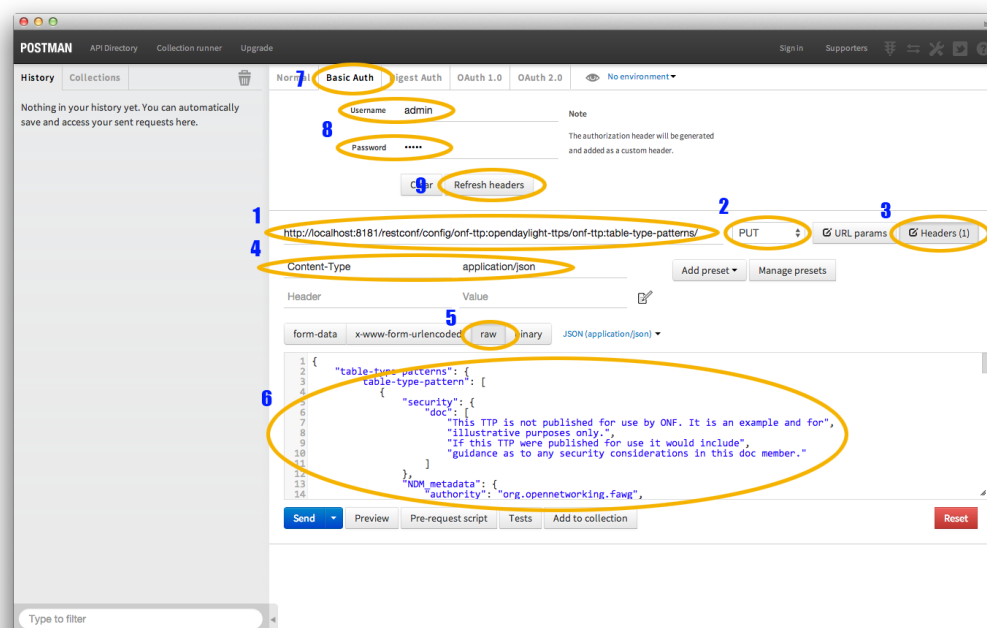 POSTMAN API Directory Collection runner Upgrade Sign in Supporters
History Collections
Nothing in your history yet. You can automatically
save and access your sent requests here.
7 Normal Basic Auth Digest Auth OAuth 1.0 OAuth 2.0 No environment
Username admin
Note
8
The authorization header will be generated
and added as a custom header.
Password •••••
9 Clear Refresh headers
1 2 3
http://localhost:8181/restconf/config/onf-ttp:opendaylight-ttps/onf-ttp:table-type-patterns/ PUT URL params Headers (1)
4
Content-Type application/json Add preset Manage presets
Header Value
5
form-data x-www-form-urlencoded raw binary JSON (application/json)
6
1 {
2 "table-type-patterns": {
3 "table-type-pattern": [
4 {
5 "security": {
6 "doc": [
7 "This TTP is not published for use by ONF. It is an example and for",
8 "illustrative purposes only.",
9 "If this TTP were published for use it would include",
10 "guidance as to any security considerations in this doc member."
11 ]
12 },
13 "NDM_metadata": {
14 "authority": "org.opennetworking.fawg",
Send Preview Pre-request script Tests Add to collection Reset
Type to filter